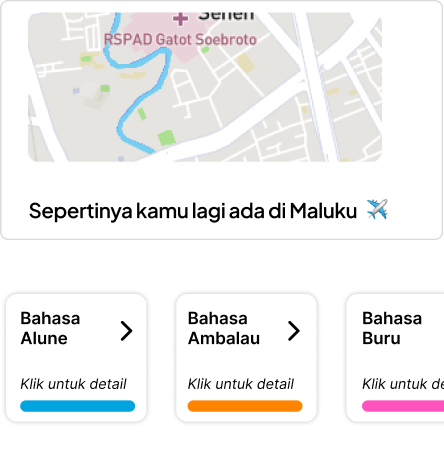 Senen
RSPAD Gatot Soebroto
Sepertinya kamu lagi ada di Maluku ✈️
Bahasa
Alune
Klik untuk detail
Bahasa
Ambalau
Klik untuk detail
Bahasa
Buru
Klik untuk de